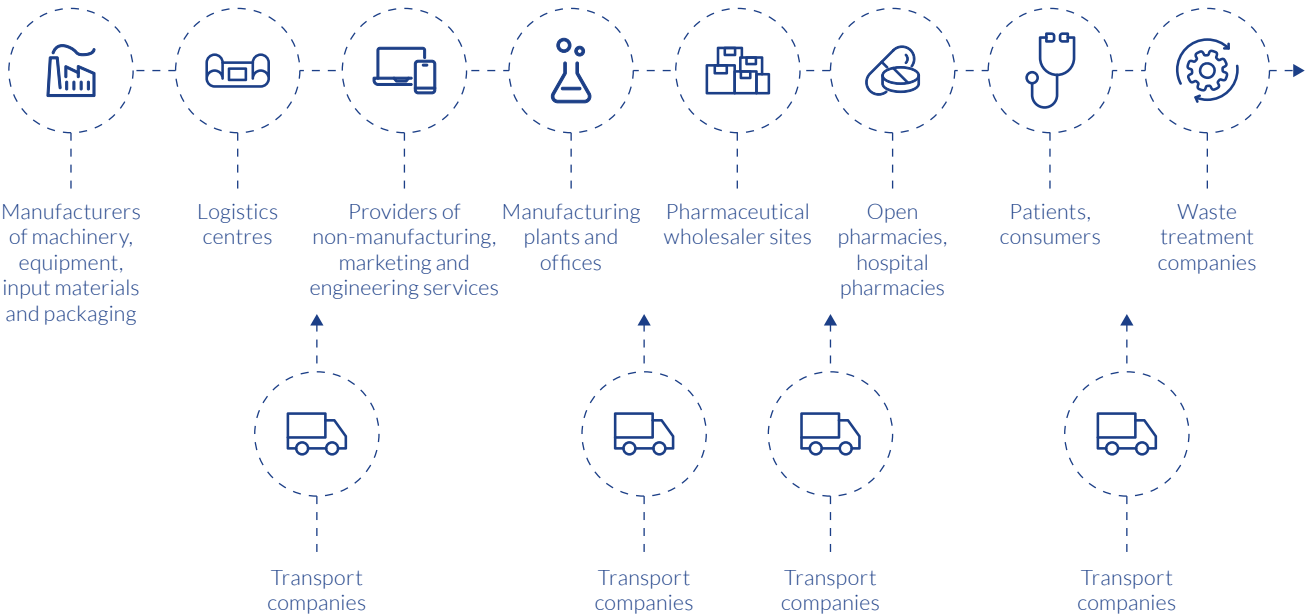 Manufacturers
of machinery,
equipment,
input materials
and packaging
Logistics
centres
Providers of
non-manufacturing,
marketing and
engineering services
Manufacturing
plants and
offices
Pharmaceutical
wholesaler sites
Open
pharmacies,
hospital
pharmacies
Patients,
consumers
Waste
treatment
companies
Transport
companies
Transport
companies
Transport
companies
Transport
companies